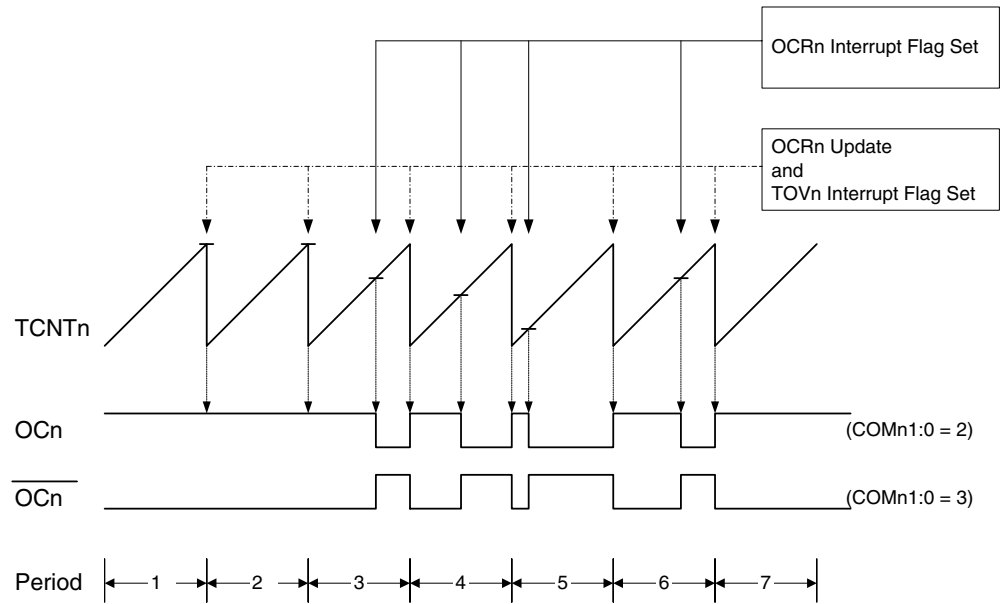 OCRn Interrupt Flag Set
OCRn Update
and
TOVn Interrupt Flag Set
TCNTn
OCn
(COMn1:0 = 2)
OCn
(COMn1:0 = 3)
Period
1
2
3
4
5
6
7